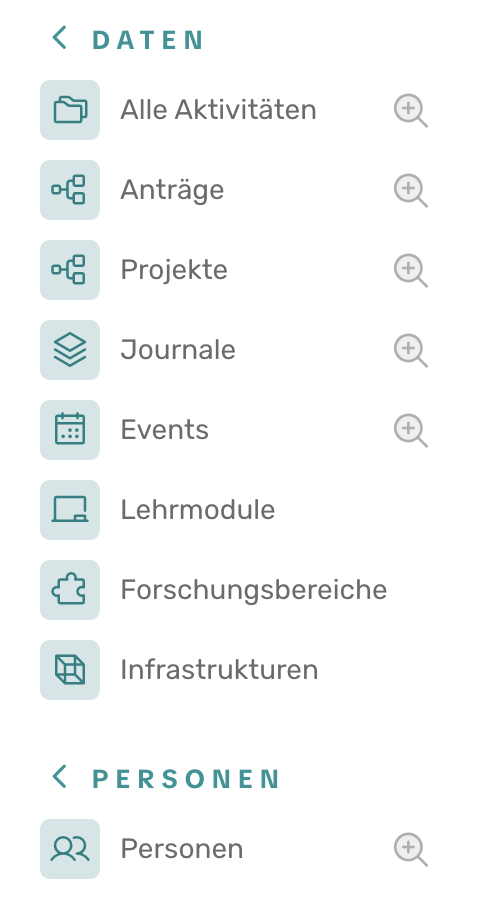 DATEN
Alle Aktivitäten
Anträge
Projekte
Journale
Events
Lehrmodule
Forschungsbereiche
Infrastrukturen
PERSONEN
Personen